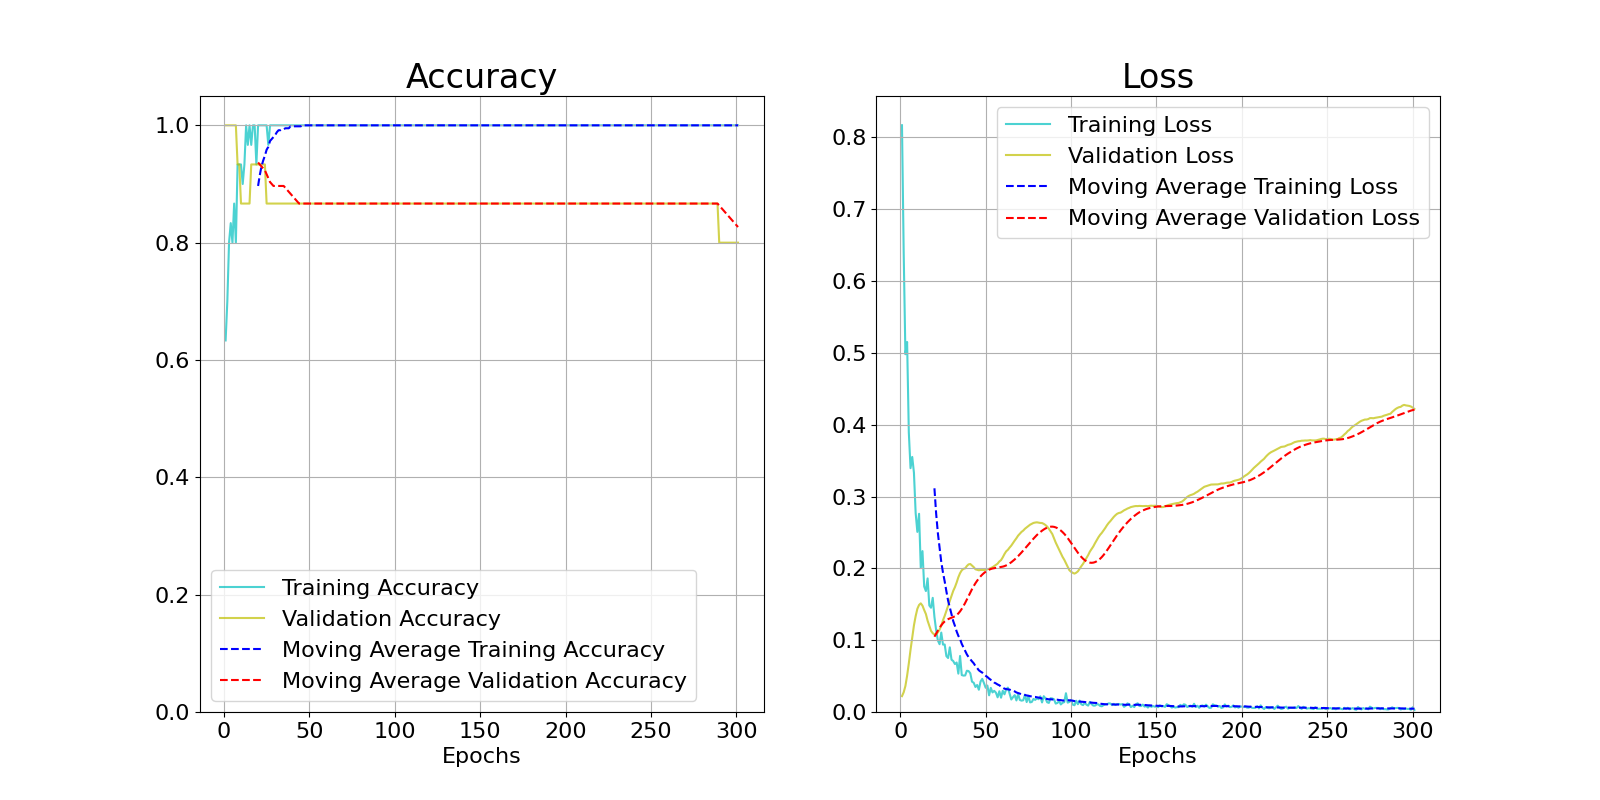 Accuracy
1.0
0.8
0.6
0.4
0.2
0.0
Training Accuracy
Validation Accuracy
Moving Average Training Accuracy
Moving Average Validation Accuracy
0 50 100 150 200 250 300
Epochs
Loss
0.8
0.7
0.6
0.5
0.4
0.3
0.2
0.1
0.0
Training Loss
Validation Loss
Moving Average Training Loss
Moving Average Validation Loss
0 50 100 150 200 250 300
Epochs